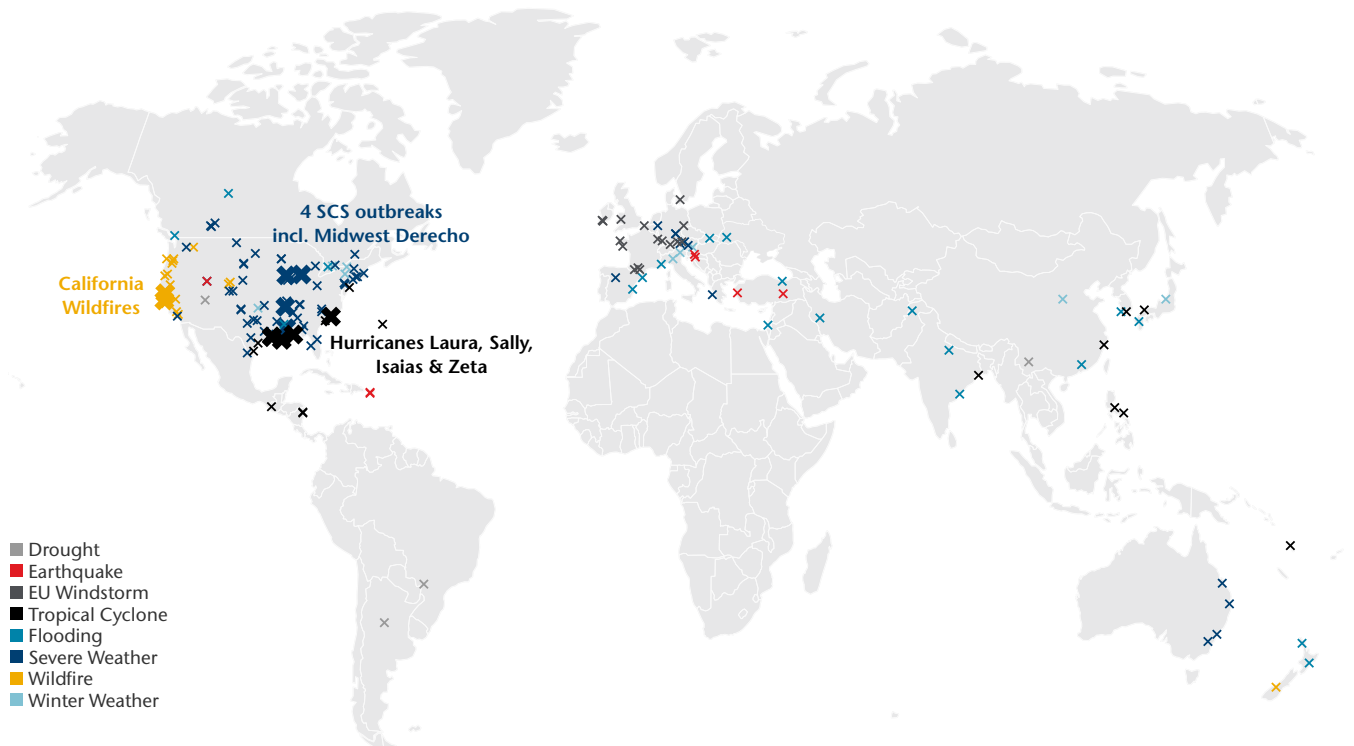 4 SCS outbreaks
incl. Midwest Derecho
California
Wildfires
Hurricanes Laura, Sally,
Isaias & Zeta
Drought
Earthquake
EU Windstorm
Tropical Cyclone
Flooding
Severe Weather
Wildfire
Winter Weather